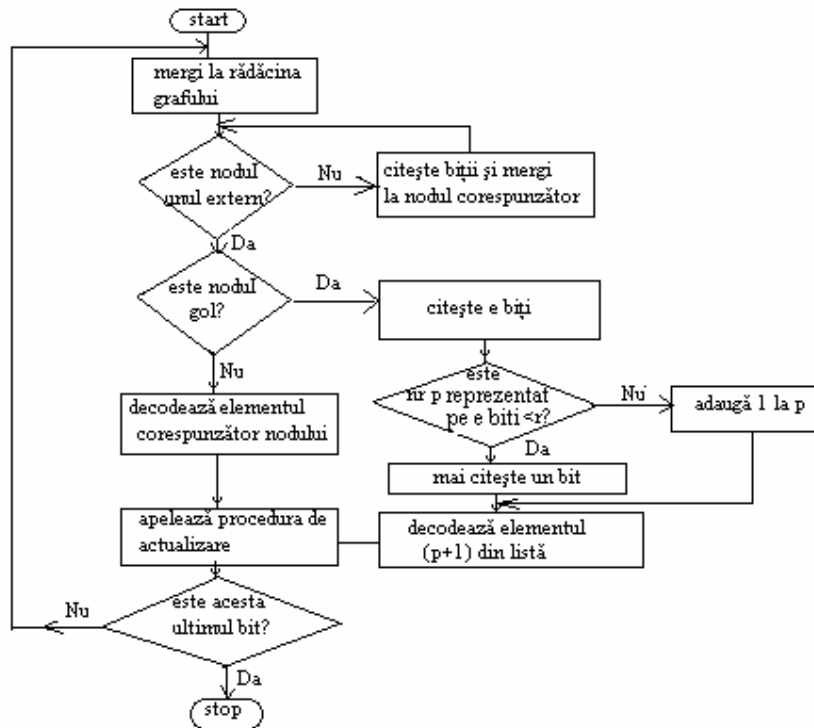 start
mergi la rădăcina
grafului
este nodul
unul extern?
Nu
citeşte biţii şi mergi
la nodul corespunzător
Da
este nodul
gol?
Da
citeşte e biţi
Nu
este
nr p reprezentat
pe e biti <r?
Nu
adaugă 1 la p
decodează elementul
corespunzător nodului
Da
mai citeşte un bit
apelează procedura de
actualizare
decodează elementul
(p+1) din listă
este acesta
ultimul bit?
Nu
Da
stop